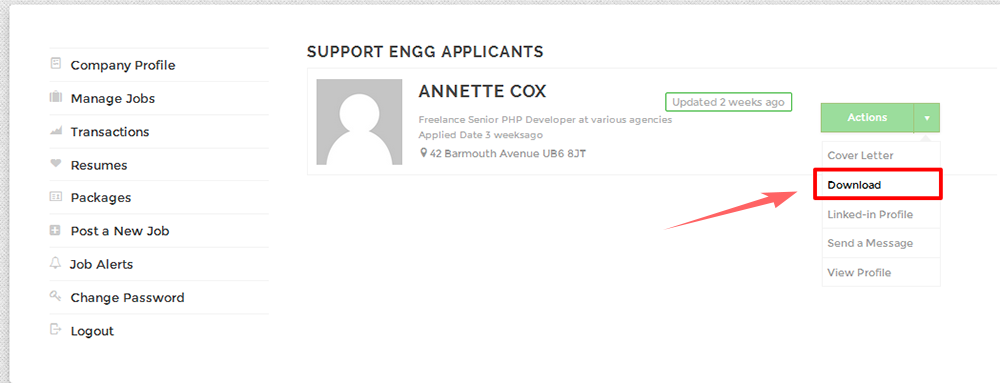 Company Profile
Manage Jobs
Transactions
Resumes
Packages
Post a New Job
Job Alerts
Change Password
Logout
SUPPORT ENGG APPLICANTS
ANNETTE COX
Updated 2 weeks ago
Freelance Senior PHP Developer at various agencies
Applied Date 3 weeksago
42 Barmouth Avenue UB6 8JT
Actions
Cover Letter
Download
Linked-in Profile
Send a Message
View Profile